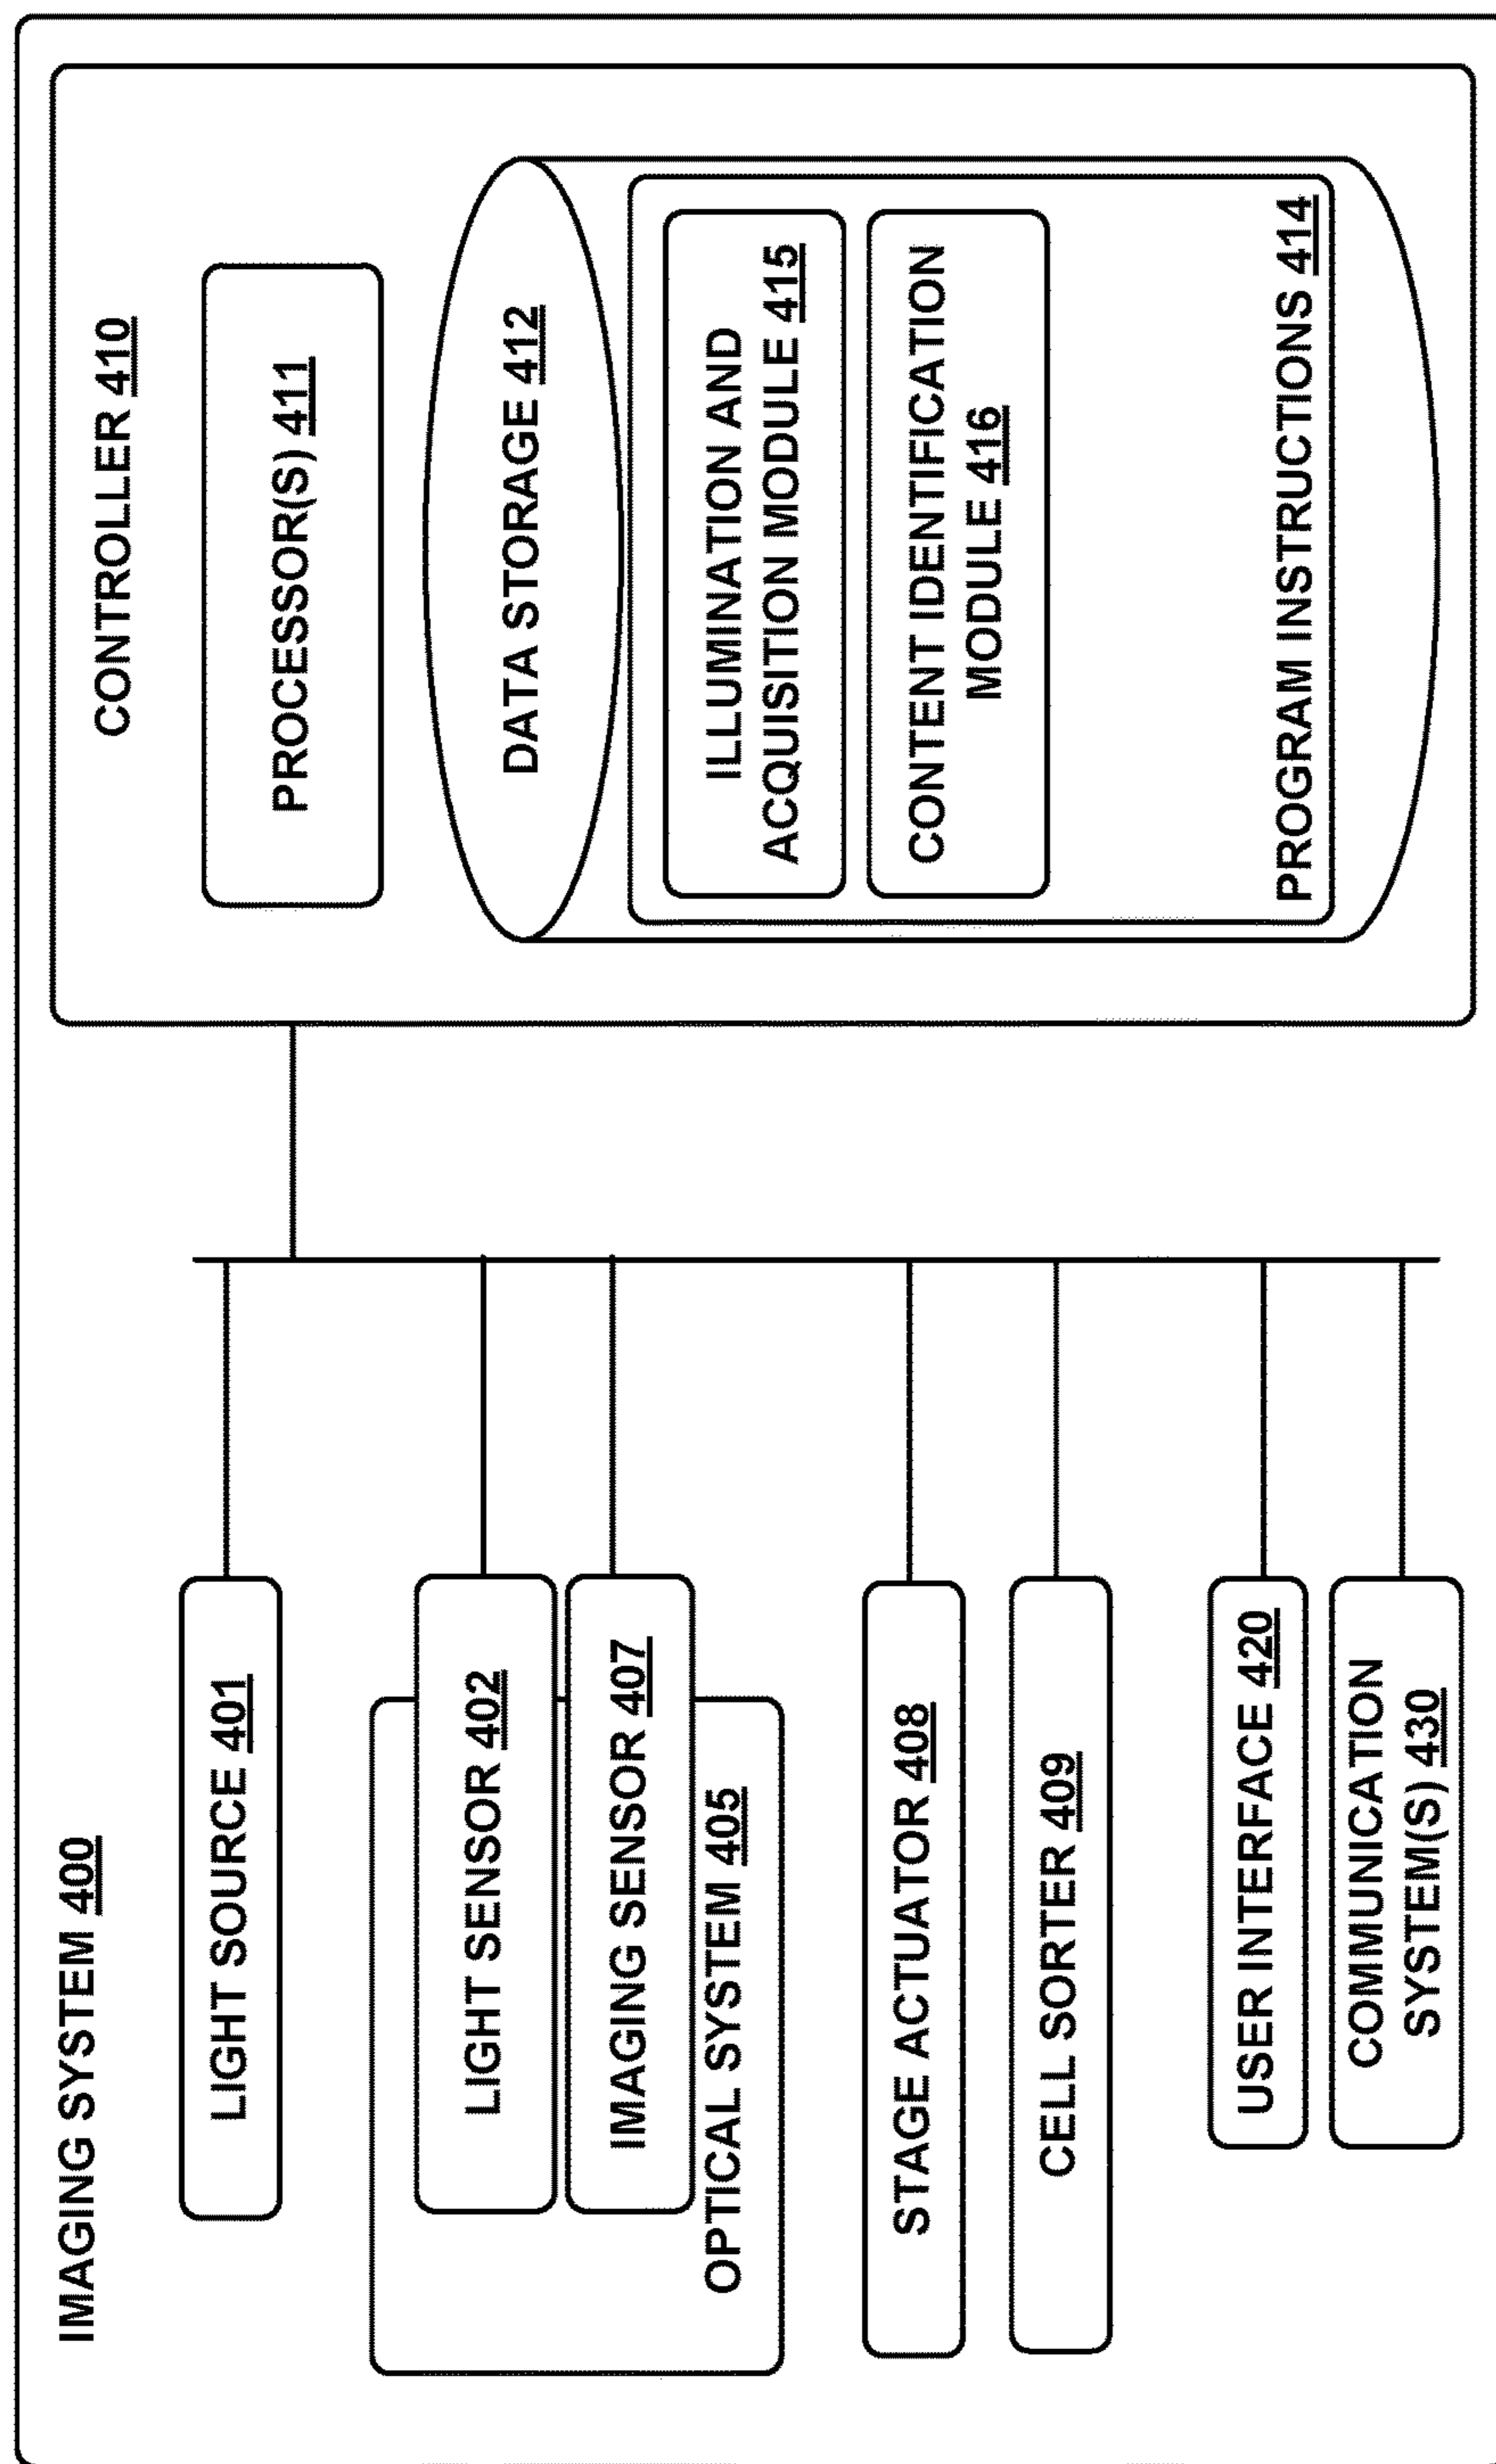 IMAGING SYSTEM 400
LIGHT SOURCE 401
LIGHT SENSOR 402
IMAGING SENSOR 407
OPTICAL SYSTEM 405
STAGE ACTUATOR 408
CELL SORTER 409
USER INTERFACE 420
COMMUNICATION
SYSTEM(S) 430
CONTROLLER 410
PROCESSOR(S) 411
DATA STORAGE 412
ILLUMINATION AND
ACQUISITION MODULE 415
CONTENT IDENTIFICATION
MODULE 416
PROGRAM INSTRUCTIONS 414